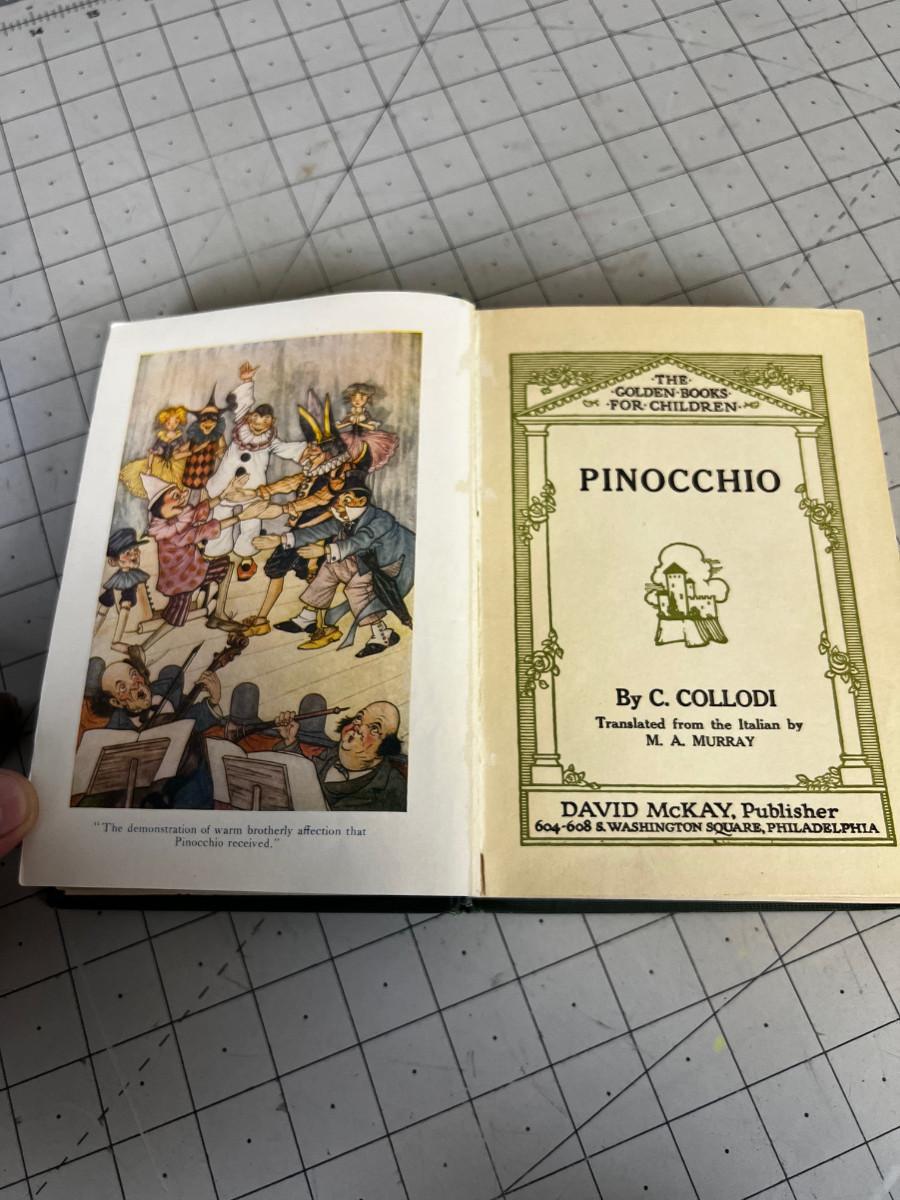 14
"The demonstration of warm brotherly affection that
Pinocchio received."
·THE·
GOLDEN·BOOKS·
·FOR·CHILDREN·
PINOCCHIO
By C. COLLODI
Translated from the Italian by
M. A. MURRAY
DAVID McKAY, Publisher
604-608 S. WASHINGTON SQUARE, PHILADELPHIA